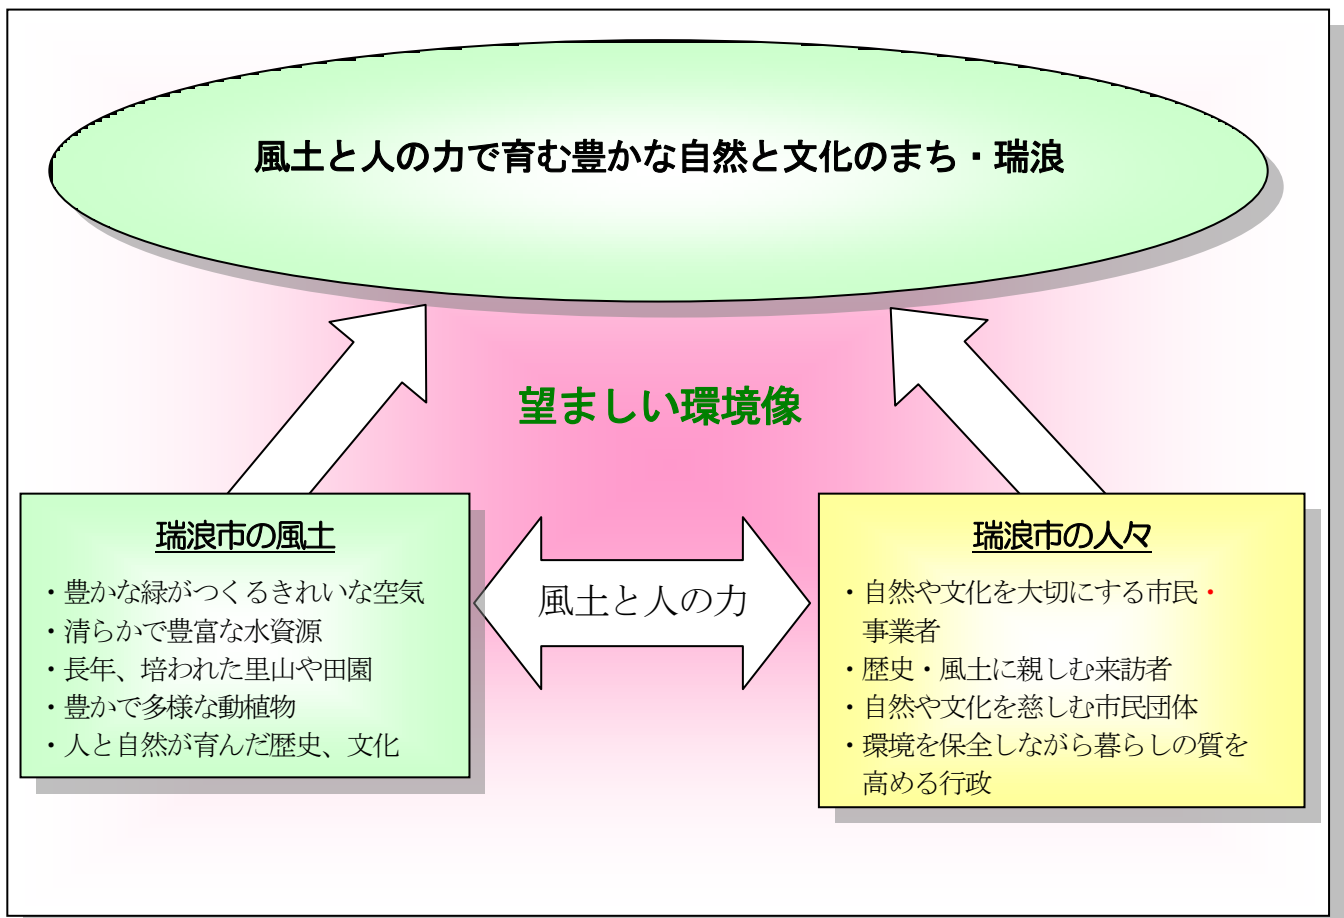 風土と人の力で育む豊かな自然と文化のまち・瑞浪
望ましい環境像
瑞浪市の風土
・豊かな緑がつくるきれいな空気
・清らかで豊富な水資源
・長年、培われた里山や田園
・豊かで多様な動植物
・人と自然が育んだ歴史、文化
風土と人の力
瑞浪市の人々
・自然や文化を大切にする市民・
事業者
・歴史・風土に親しむ来訪者
・自然や文化を慈しむ市民団体
・環境を保全しながら暮らしの質を
高める行政